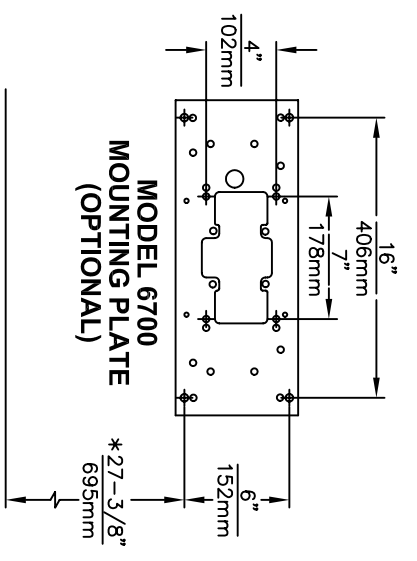 4"
102mm
16"
406mm
7"
178mm
MODEL 6700
MOUNTING PLATE
(OPTIONAL)
6"
152mm
*27-3/8"
695mm